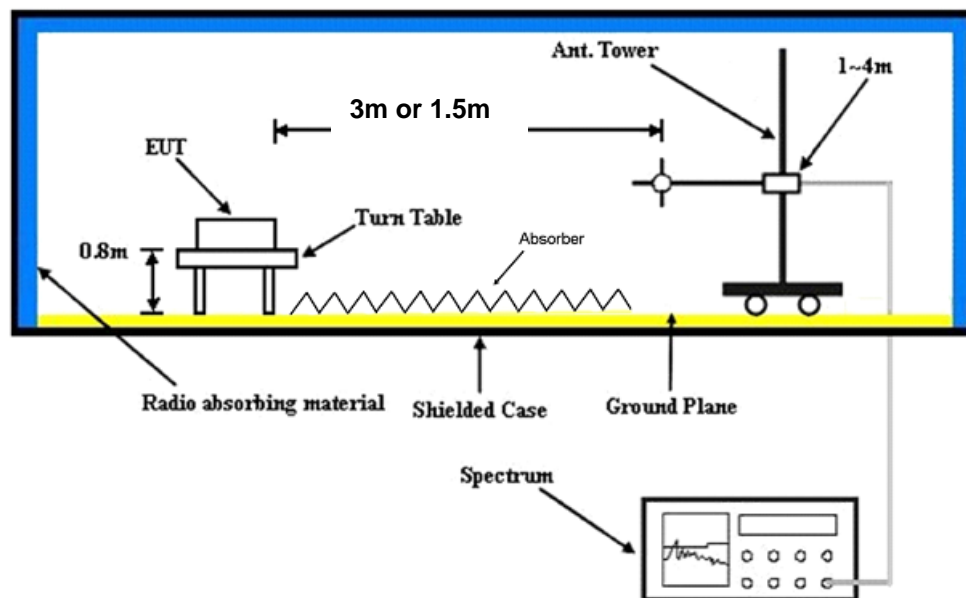 Ant. Tower
1~4m
3m or 1.5m
EUT
Turn Table
0.8m
Absorber
Radio absorbing material
Shielded Case
Ground Plane
Spectrum